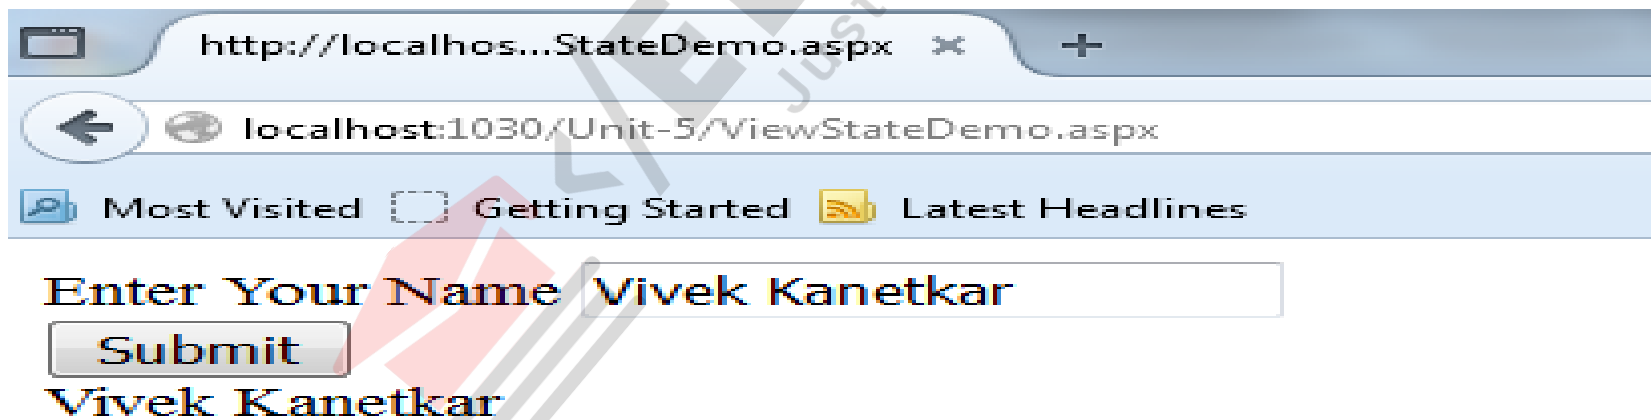 http://localhos...StateDemo.aspx
localhost:1030/Unit-5/ViewStateDemo.aspx
Most Visited Getting Started Latest Headlines
Enter Your Name Vivek Kanetkar
Submit
Vivek Kanetkar
Just